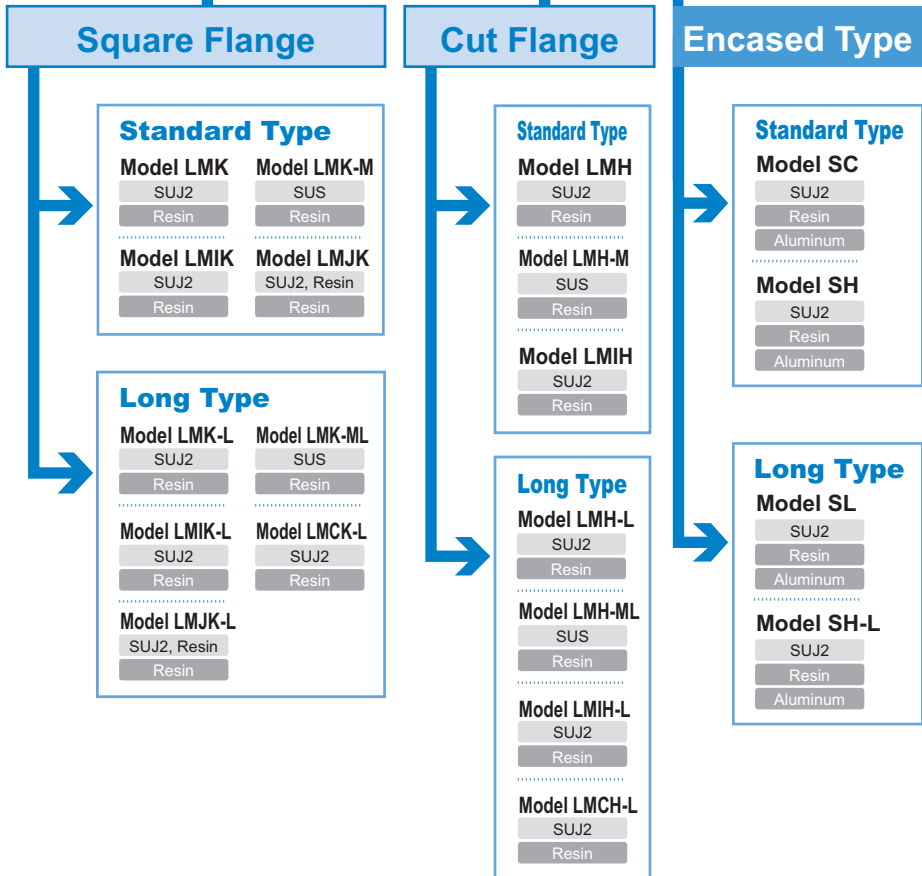 Square Flange
Standard Type
Model LMK
SUJ2
Resin
Model LMK-M
SUS
Resin
Model LMIK
SUJ2
Resin
Model LMJK
SUJ2, Resin
Resin
Long Type
Model LMK-L
SUJ2
Resin
Model LMK-ML
SUS
Resin
Model LMIK-L
SUJ2
Resin
Model LMCK-L
SUJ2
Resin
Model LMJK-L
SUJ2, Resin
Resin
Cut Flange
Standard Type
Model LMH
SUJ2
Resin
Model LMH-M
SUS
Resin
Model LMIH
SUJ2
Resin
Long Type
Model LMH-L
SUJ2
Resin
Model LMH-ML
SUS
Resin
Model LMIH-L
SUJ2
Resin
Model LMCH-L
SUJ2
Resin
Encased Type
Standard Type
Model SC
SUJ2
Resin
Aluminum
Model SH
SUJ2
Resin
Aluminum
Long Type
Model SL
SUJ2
Resin
Aluminum
Model SH-L
SUJ2
Resin
Aluminum